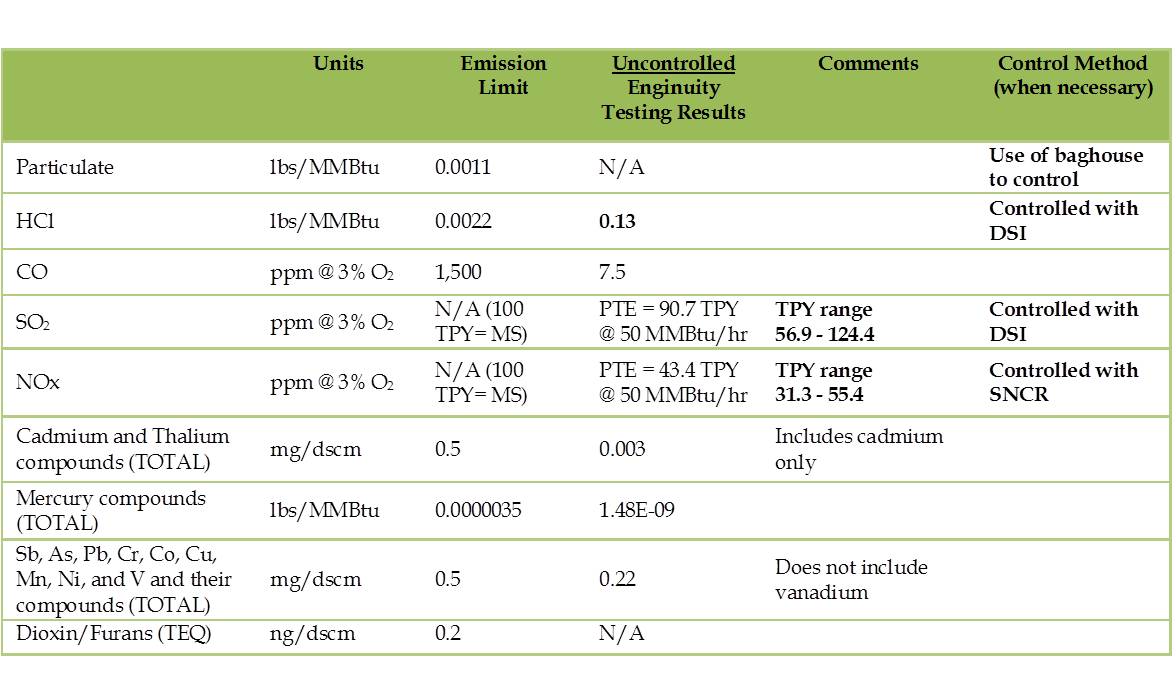 Units Emission Limit Uncontrolled Enginuity Testing Results Comments Control Method (when necessary)
Particulate lbs/MMBtu 0.0011 N/A Use of baghouse to control
HCl lbs/MMBtu 0.0022 0.13 Controlled with DSI
CO ppm @ 3% O₂ 1,500 7.5
SO₂ ppm @ 3% O₂ N/A (100 TPY= MS) PTE = 90.7 TPY @ 50 MMBtu/hr TPY range 56.9 - 124.4 Controlled with DSI
NOx ppm @ 3% O₂ N/A (100 TPY= MS) PTE = 43.4 TPY @ 50 MMBtu/hr TPY range 31.3 - 55.4 Controlled with SNCR
Cadmium and Thalium compounds (TOTAL) mg/dscm 0.5 0.003 Includes cadmium only
Mercury compounds (TOTAL) lbs/MMBtu 0.0000035 1.48E-09
Sb, As, Pb, Cr, Co, Cu, Mn, Ni, and V and their compounds (TOTAL) mg/dscm 0.5 0.22 Does not include vanadium
Dioxin/Furans (TEQ) ng/dscm 0.2 N/A